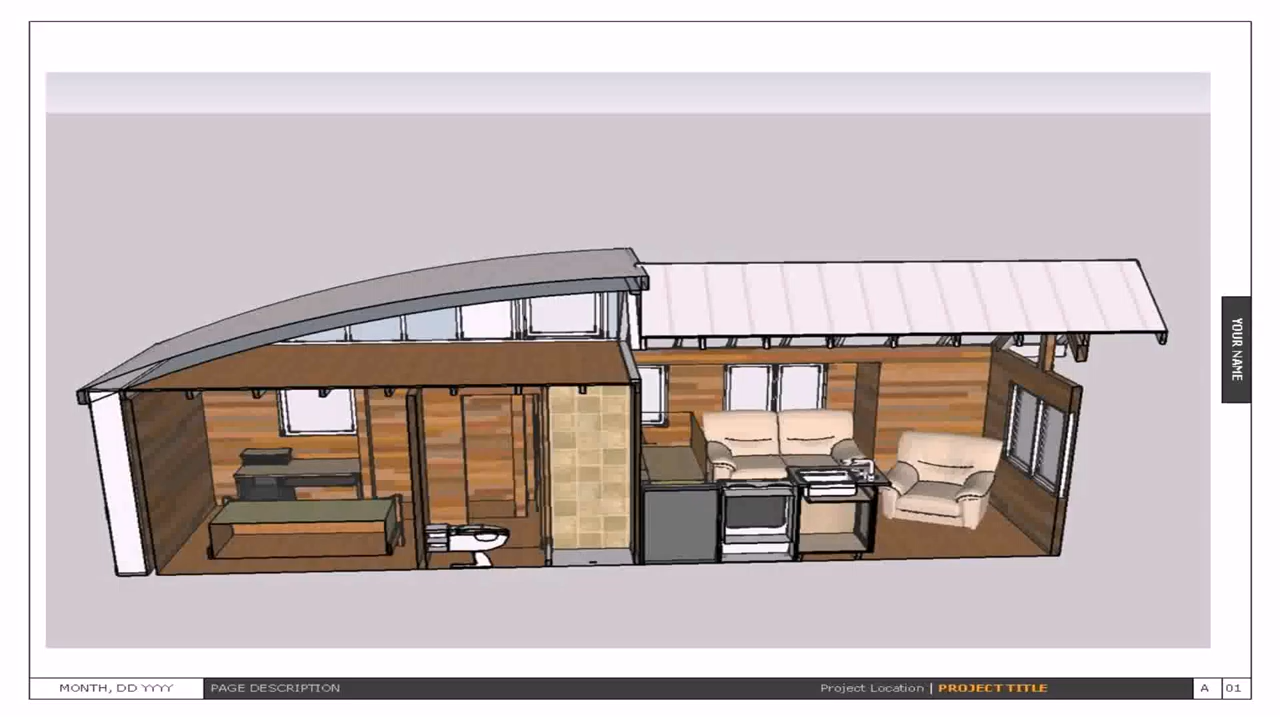 YOUR NAME
MONTH, DD YYYY
PAGE DESCRIPTION
Project Location | PROJECT TITLE
A 01